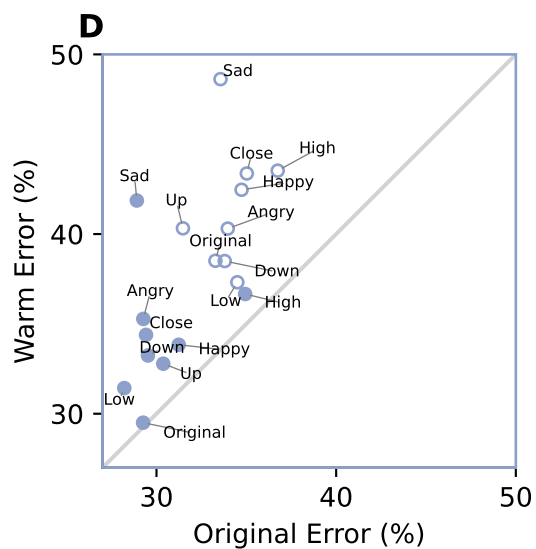 D
50
Sad
Close
High
Sad
Happy
Up
Angry
40
Original
Down
Low
High
Angry
Close
Down
Happy
Up
Low
30
Original
30
40
50
Warm Error (%)
Original Error (%)